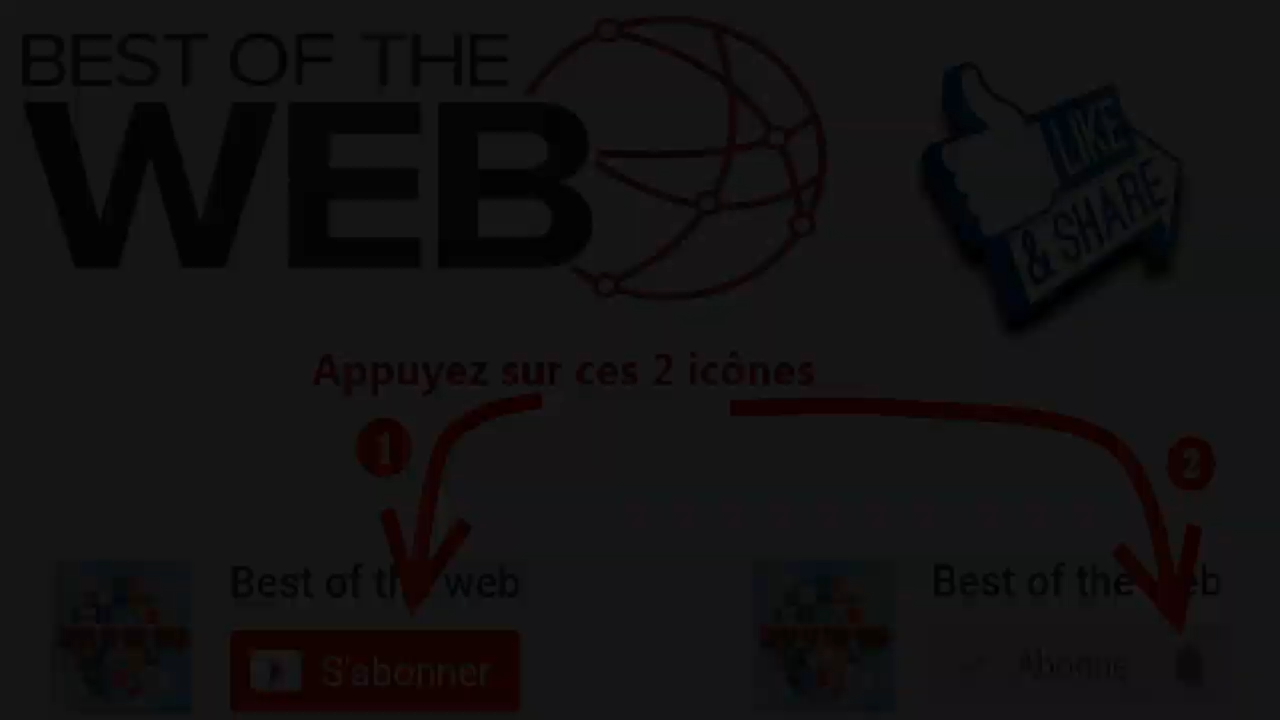 BEST OF THE
WEB
LIKE
& SHARE
Appuyez sur ces 2 icônes
1
2
Best of the web
Best of the web
S'abonner
Abonné